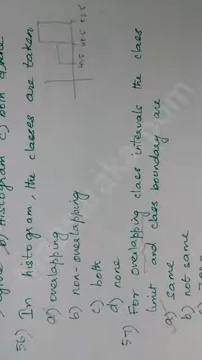 b) Histogram c) both d)
56) In histogram, the classes are taken
a) overlapping
b) non-overlapping
c) both
d) none
57) For overlapping class intervals the class
limit and class boundary are
a) same
b) not same